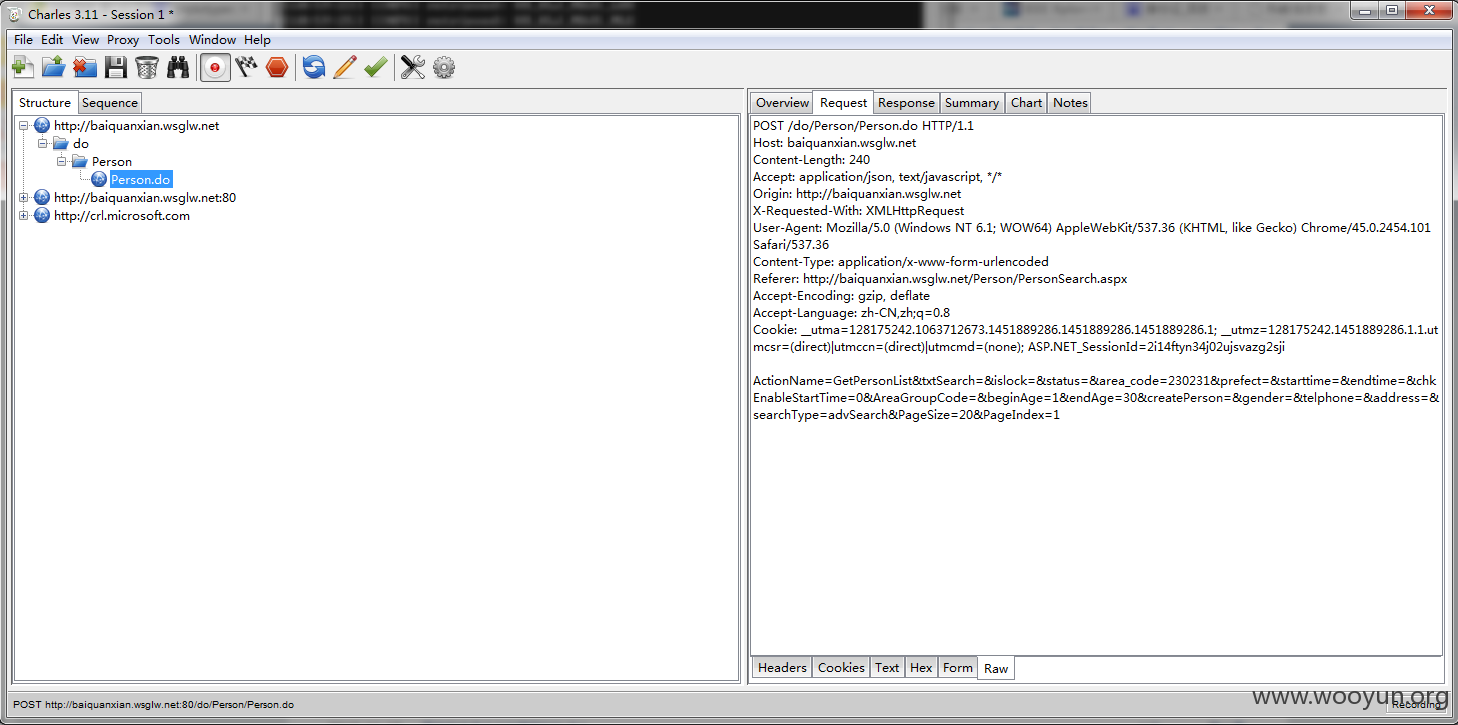 Charles 3.11 - Session 1 *
File Edit View Proxy Tools Window Help
Structure Sequence
http://baiquanxian.wsglw.net
do
Person
Person.do
http://baiquanxian.wsglw.net:80
http://crl.microsoft.com
Overview Request Response Summary Chart Notes
POST /do/Person/Person.do HTTP/1.1
Host: baiquanxian.wsglw.net
Content-Length: 240
Accept: application/json, text/javascript, */*
Origin: http://baiquanxian.wsglw.net
X-Requested-With: XMLHttpRequest
User-Agent: Mozilla/5.0 (Windows NT 6.1; WOW64) AppleWebKit/537.36 (KHTML, like Gecko) Chrome/45.0.2454.101
Safari/537.36
Content-Type: application/x-www-form-urlencoded
Referer: http://baiquanxian.wsglw.net/Person/PersonSearch.aspx
Accept-Encoding: gzip, deflate
Accept-Language: zh-CN,zh;q=0.8
Cookie: __utma=128175242.1063712673.1451889286.1451889286.1451889286.1; __utmz=128175242.1451889286.1.1.ut
mcsr=(direct)|utmccn=(direct)|utmcmd=(none); ASP.NET_SessionId=2i14ftyn34j02ujsvazg2sji
ActionName=GetPersonList&txtSearch=&islock=&status=&area_code=230231&prefect=&starttime=&endtime=&chk
EnableStartTime=0&AreaGroupCode=&beginAge=1&endAge=30&createPerson=&gender=&telphone=&address=&
searchType=advSearch&PageSize=20&PageIndex=1
Headers Cookies Text Hex Form Raw
POST http://baiquanxian.wsglw.net:80/do/Person/Person.do
Recording
www.wooyun.org